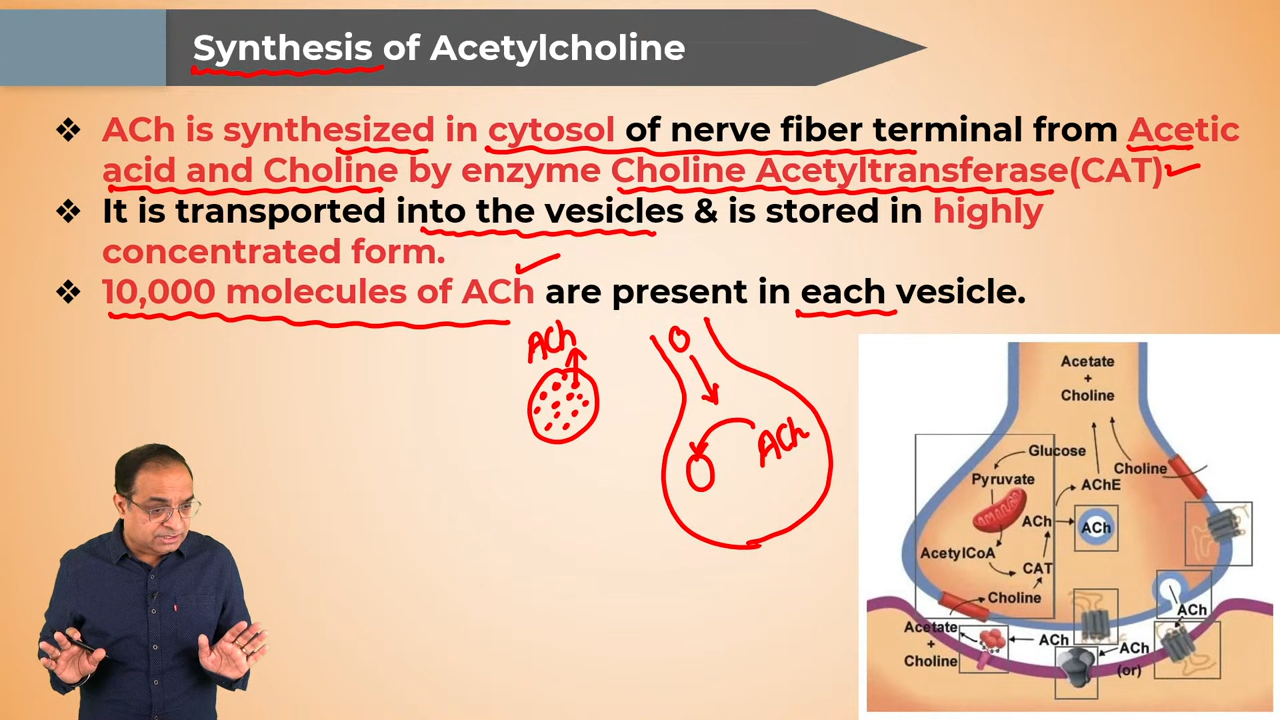 Synthesis of Acetylcholine
❖ ACh is synthesized in cytosol of nerve fiber terminal from Acetic
acid and Choline by enzyme Choline Acetyltransferase(CAT)
❖ It is transported into the vesicles & is stored in highly
concentrated form.
❖ 10,000 molecules of ACh are present in each vesicle.
ACh
ACh
Acetate
+
Choline
Glucose
Choline
Pyruvate
AChE
ACh
ACh
AcetylCoA
CAT
Choline
ACh
Acetate
+
Choline
ACh
ACh
(or)